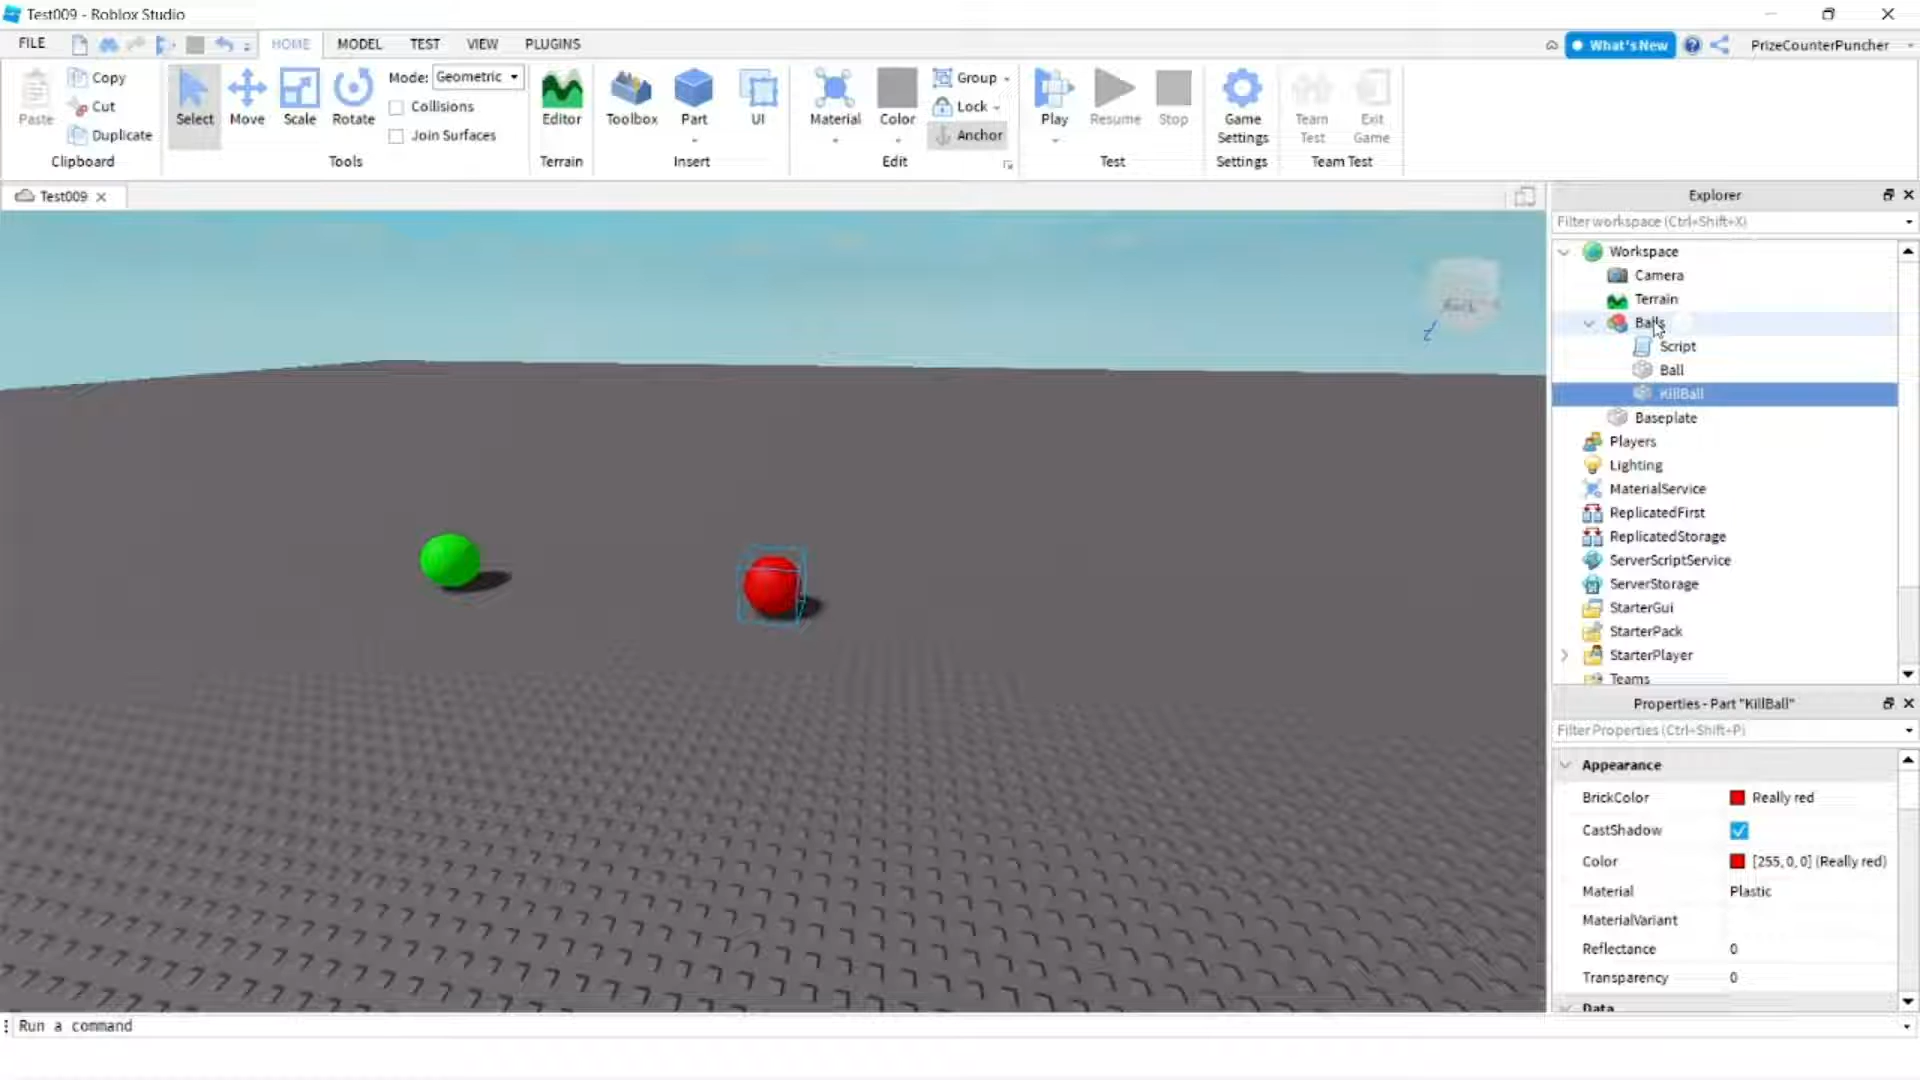 Test009 - Roblox Studio
FILE HOME MODEL TEST VIEW PLUGINS What's New PrizeCounterPuncher
Paste Copy Cut Duplicate Clipboard
Select Move Scale Rotate Mode: Geometric Collisions Join Surfaces Tools
Editor Terrain
Toolbox Part UI Insert
Material Color Group Lock Anchor Edit
Play Resume Stop Test
Game Settings Settings
Team Test Exit Game Team Test
Test009
Explorer
Filter workspace (Ctrl+Shift+X)
Workspace
Camera
Terrain
Balls
Script
Ball
KillBall
Baseplate
Players
Lighting
MaterialService
ReplicatedFirst
ReplicatedStorage
ServerScriptService
ServerStorage
StarterGui
StarterPack
StarterPlayer
Teams
Properties - Part "KillBall"
Filter Properties (Ctrl+Shift+P)
Appearance
BrickColor Really red
CastShadow
Color [255, 0, 0] (Really red)
Material Plastic
MaterialVariant
Reflectance 0
Transparency 0
Data
Run a command